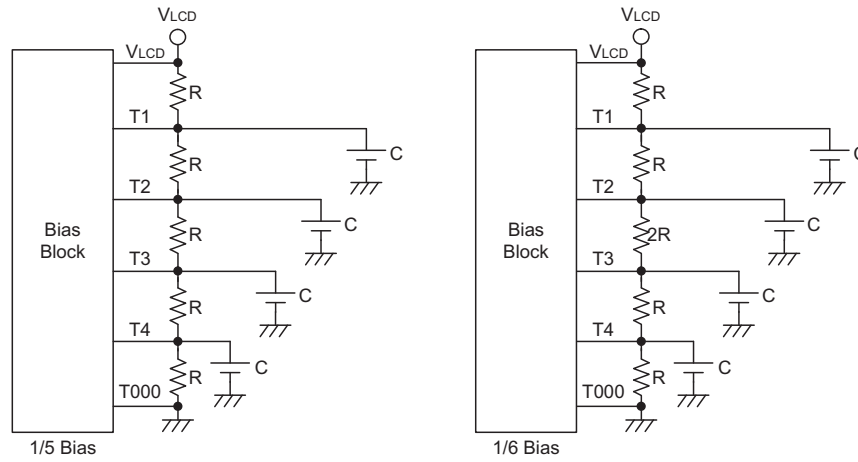 VLCD
VLCD
R
T1
C
R
T2
C
R
Bias
Block
T3
C
R
T4
C
R
T000
1/5 Bias
VLCD
VLCD
R
T1
C
R
T2
C
2R
Bias
Block
T3
C
R
T4
C
R
T000
1/6 Bias